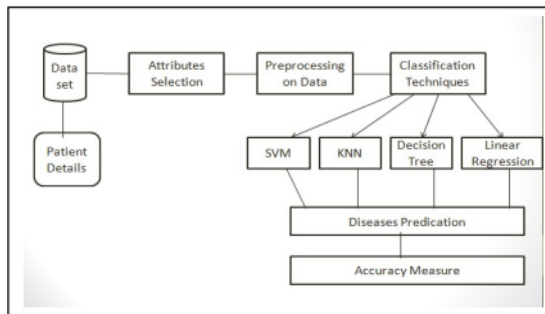 Data
set
Attributes
Selection
Preprocessing
on Data
Classification
Techniques
Patient
Details
SVM
KNN
Decision
Tree
Linear
Regression
Diseases Predication
Accuracy Measure